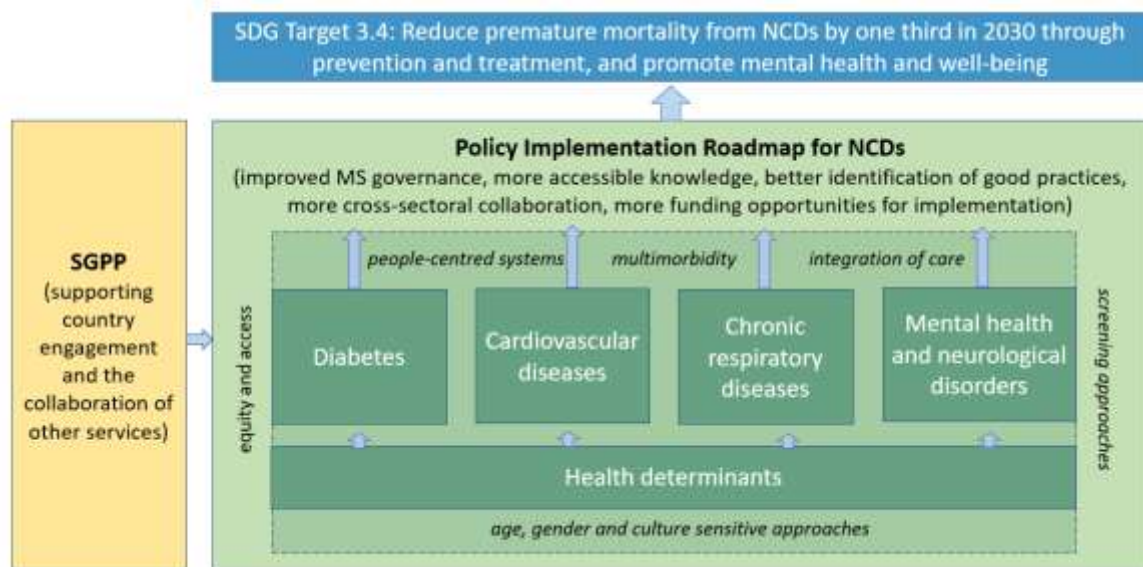 SDG Target 3.4: Reduce premature mortality from NCDs by one third in 2030 through
prevention and treatment, and promote mental health and well-being
SGPP
(supporting
country
engagement
and the
collaboration of
other services)
Policy Implementation Roadmap for NCDs
(improved MS governance, more accessible knowledge, better identification of good practices,
more cross-sectoral collaboration, more funding opportunities for implementation)
people-centred systems
multimorbidity
integration of care
equity and access
Diabetes
Cardiovascular
diseases
Chronic
respiratory
diseases
Mental health
and neurological
disorders
screening approaches
Health determinants
age, gender and culture sensitive approaches